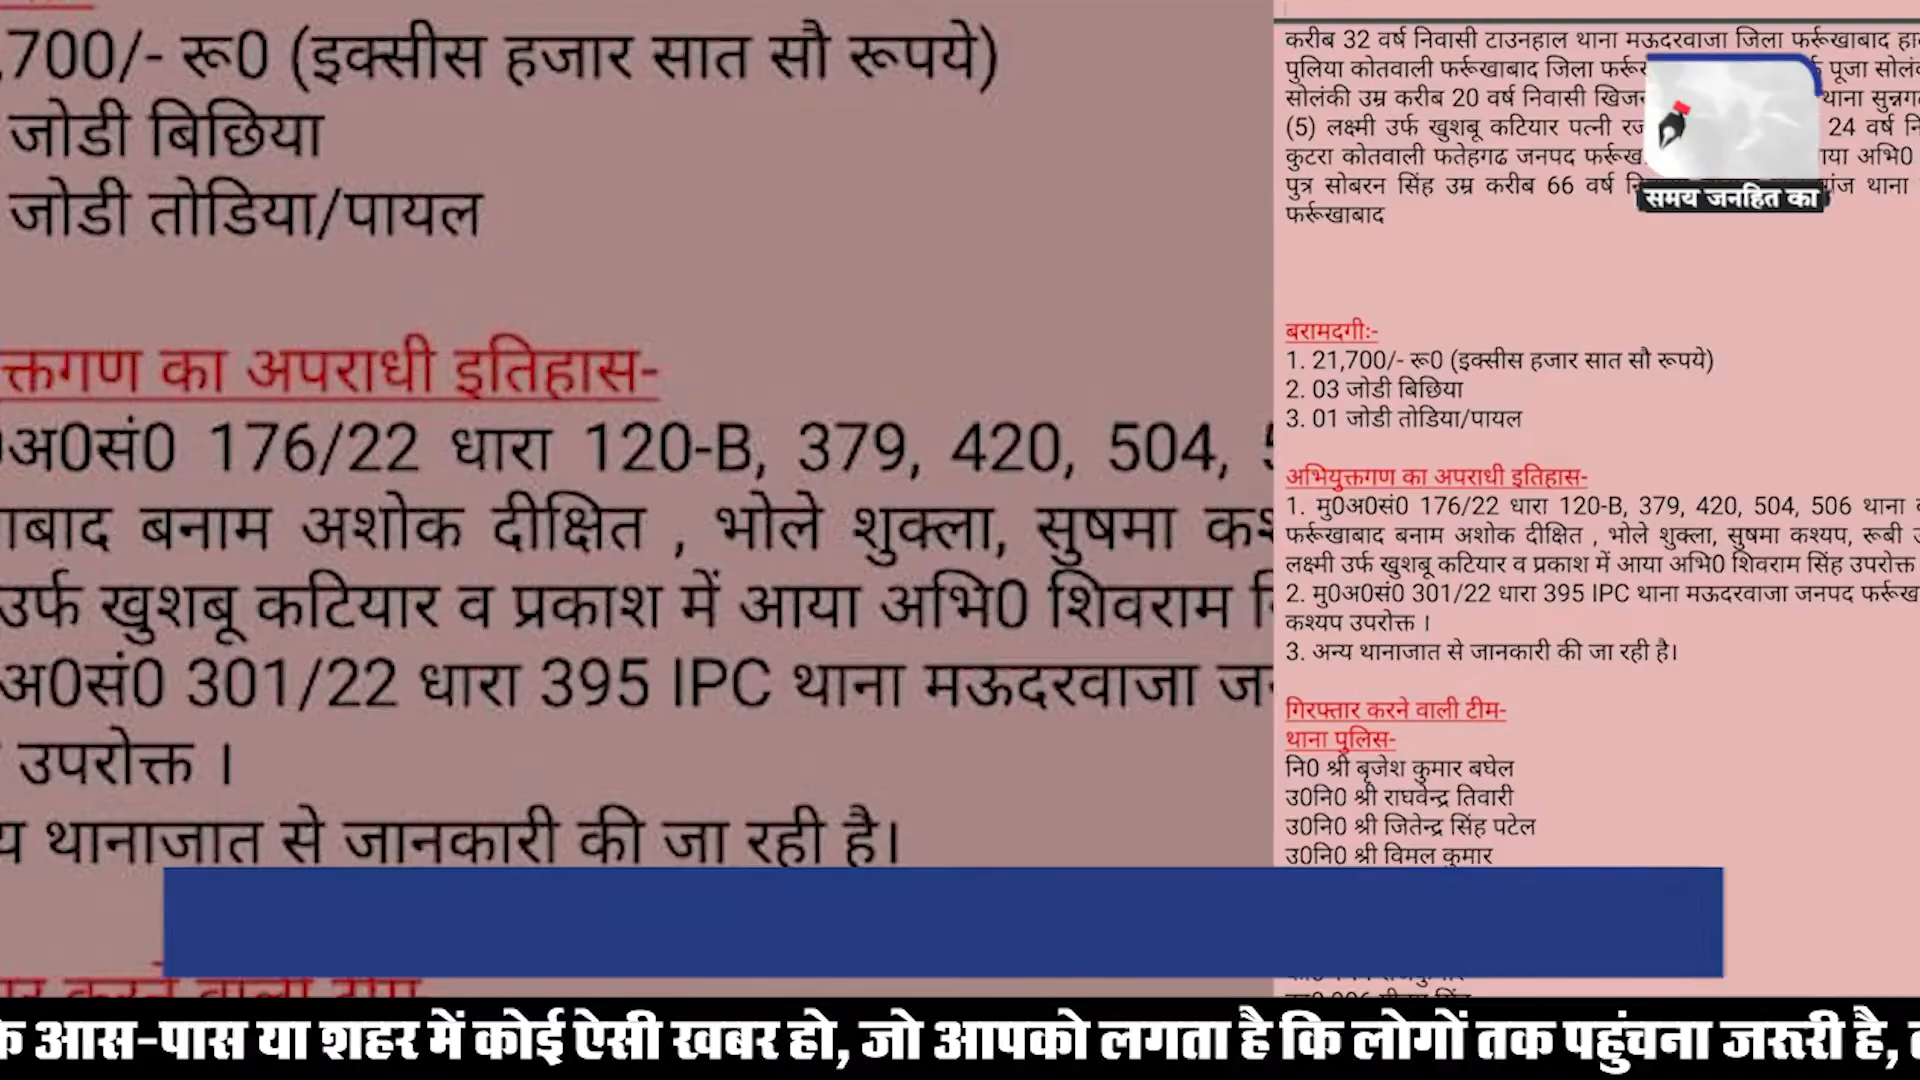 ,700/- रू0 (इक्सीस हजार सात सौ रूपये)
जोडी बिछिया
जोडी तोडिया/पायल
क्तगण का अपराधी इतिहास-
0अ0सं0 176/22 धारा 120-B, 379, 420, 504,
ाबाद बनाम अशोक दीक्षित , भोले शुक्ला, सुषमा
उर्फ खुशबू कटियार व प्रकाश में आया अभि0 शिवराम
अ0सं0 301/22 धारा 395 IPC थाना मऊदरवाजा
उपरोक्त ।
य थानाजात से जानकारी की जा रही है।
करीब 32 वर्ष निवासी टाउनहाल थाना मऊदरवाजा जिला फर्रूखाबाद
पुलिया कोतवाली फर्रूखाबाद जिला पूजा
सोलंकी उम्र करीब 20 वर्ष निवासी थाना
(5) लक्ष्मी उर्फ खुशबू कटियार पत्नी 24 वर्ष
कुटरा कोतवाली फतेहगढ जनपद अभि0
पुत्र सोबरन सिंह उम्र करीब 66 वर्ष थाना
फर्रूखाबाद
समय जनहित का
बरामदगीः-
1. 21,700/- रू0 (इक्सीस हजार सात सौ रूपये)
2. 03 जोडी बिछिया
3. 01 जोडी तोडिया/पायल
अभियुक्तगण का अपराधी इतिहास-
1. मु0अ0सं0 176/22 धारा 120-B, 379, 420, 504, 506 थाना
फर्रूखाबाद बनाम अशोक दीक्षित , भोले शुक्ला, सुषमा कश्यप, रूबी
लक्ष्मी उर्फ खुशबू कटियार व प्रकाश में आया अभि0 शिवराम सिंह उपरोक्त
2. मु0अ0सं0 301/22 धारा 395 IPC थाना मऊदरवाजा जनपद
कश्यप उपरोक्त ।
3. अन्य थानाजात से जानकारी की जा रही है।
गिरफ्तार करने वाली टीम-
थाना पुलिस-
नि0 श्री बृजेश कुमार बघेल
उ0नि0 श्री राघवेन्द्र तिवारी
उ0नि0 श्री जितेन्द्र सिंह पटेल
उ0नि0 श्री विमल कुमार
आस-पास या शहर में कोई ऐसी खबर हो, जो आपको लगता है कि लोगों तक पहुंचना जरूरी है,